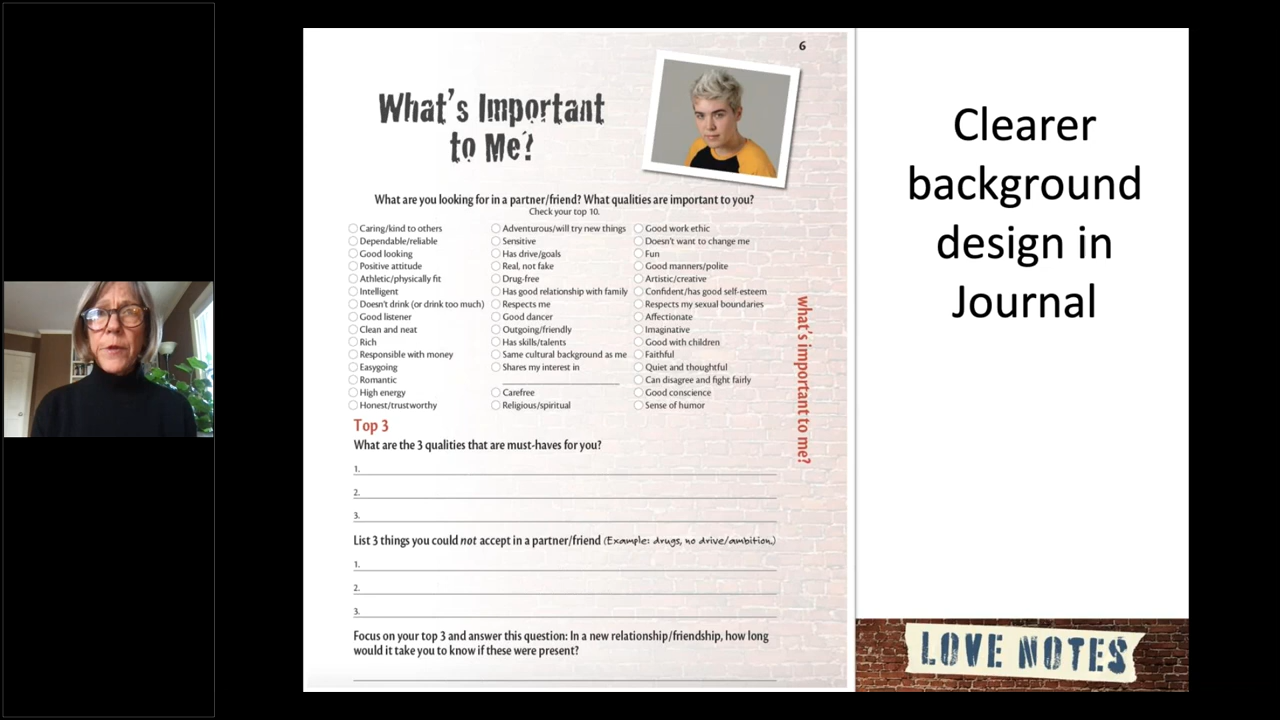 6
What's Important
to Me?
What are you looking for in a partner/friend? What qualities are important to you?
Check your top 10.
Caring/kind to others
Dependable/reliable
Good looking
Positive attitude
Athletic/physically fit
Intelligent
Doesn't drink (or drink too much)
Good listener
Clean and neat
Rich
Responsible with money
Easygoing
Romantic
High energy
Honest/trustworthy
Adventurous/will try new things
Sensitive
Has drive/goals
Real, not fake
Drug-free
Has good relationship with family
Respects me
Good dancer
Outgoing/friendly
Has skills/talents
Same cultural background as me
Shares my interest in
Carefree
Religious/spiritual
Good work ethic
Doesn't want to change me
Fun
Good manners/polite
Artistic/creative
Confident/has good self-esteem
Respects my sexual boundaries
Affectionate
Imaginative
Good with children
Faithful
Quiet and thoughtful
Can disagree and fight fairly
Good conscience
Sense of humor
what's important to me?
Top 3
What are the 3 qualities that are must-haves for you?
1.
2.
3.
List 3 things you could not accept in a partner/friend (Example: drugs, no drive/ambition.)
1.
2.
3.
Focus on your top 3 and answer this question: In a new relationship/friendship, how long
would it take you to know if these were present?
Clearer
background
design in
Journal
LOVE NOTES